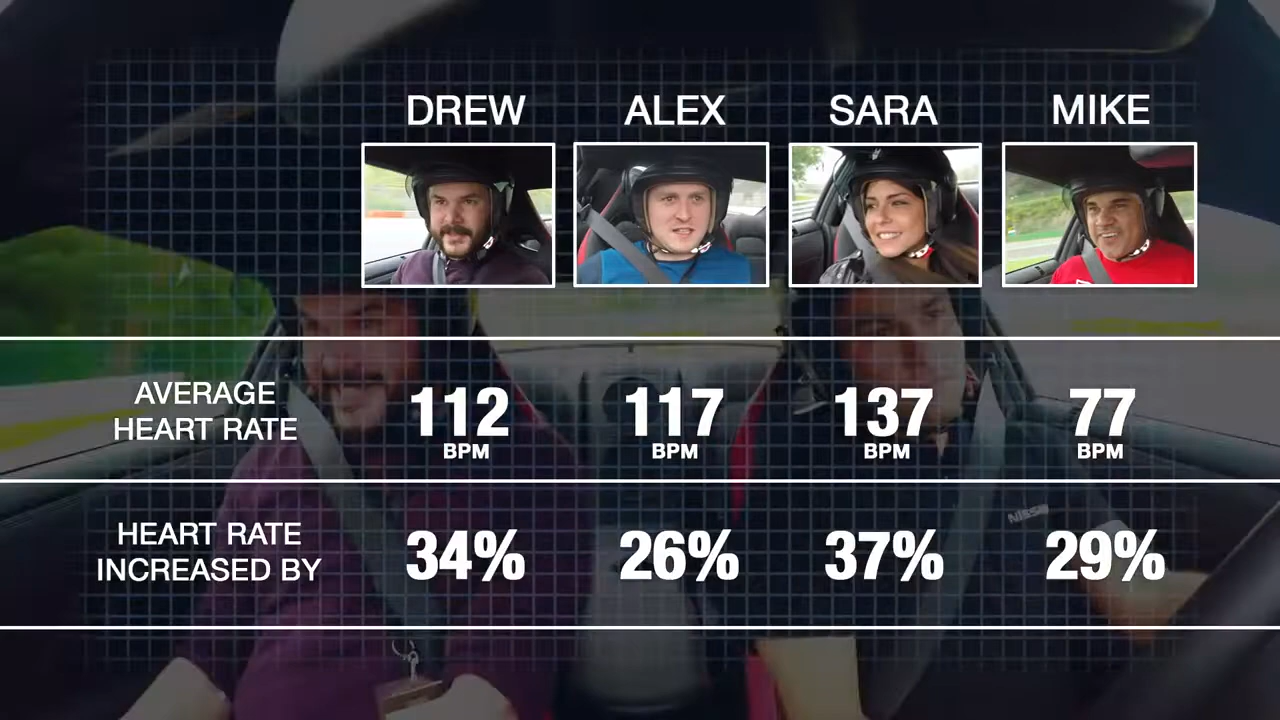 DREW ALEX SARA MIKE
AVERAGE
HEART RATE
112 117 137 77
BPM BPM BPM BPM
HEART RATE
INCREASED BY
34% 26% 37% 29%